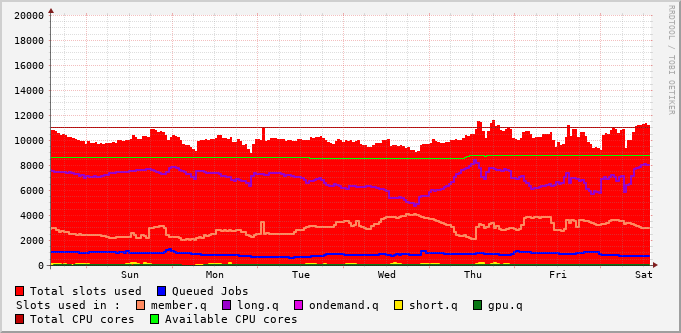 20000
18000
16000
14000
12000
10000
8000
6000
4000
2000
0
Sun Mon Tue Wed Thu Fri Sat
RRDTOOL / TOBI OETIKER
Total slots used Queued Jobs
Slots used in : member.q long.q ondemand.q short.q gpu.q
Total CPU cores Available CPU cores